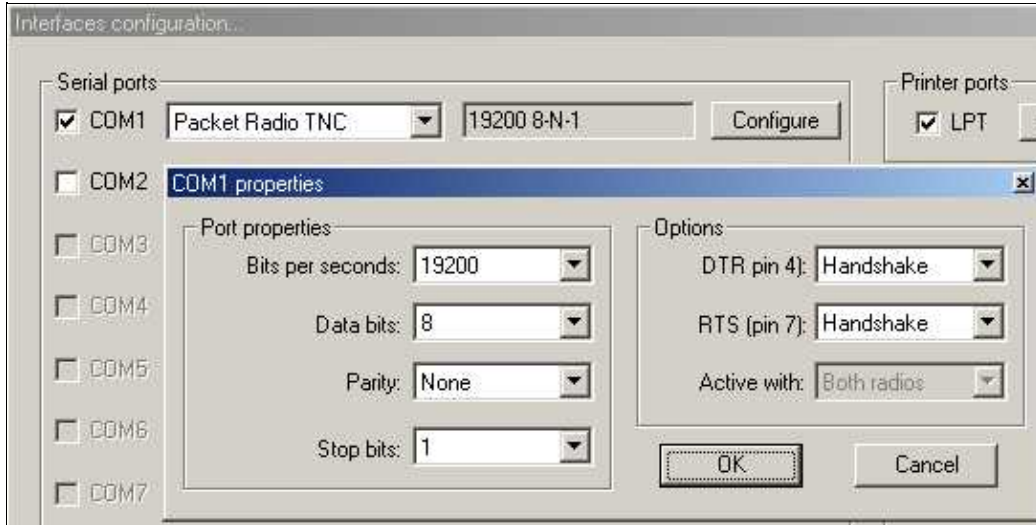 Interfaces configuration...
Serial ports
Printer ports
COM1 Packet Radio TNC 19200 8-N-1 Configure LPT
COM2 COM1 properties
Port properties
Options
COM3
Bits per seconds: 19200
DTR pin 4): Handshake
COM4
Data bits: 8
RTS (pin 7): Handshake
COM5
Parity: None
Active with: Both radios
COM6
Stop bits: 1
OK Cancel
COM7